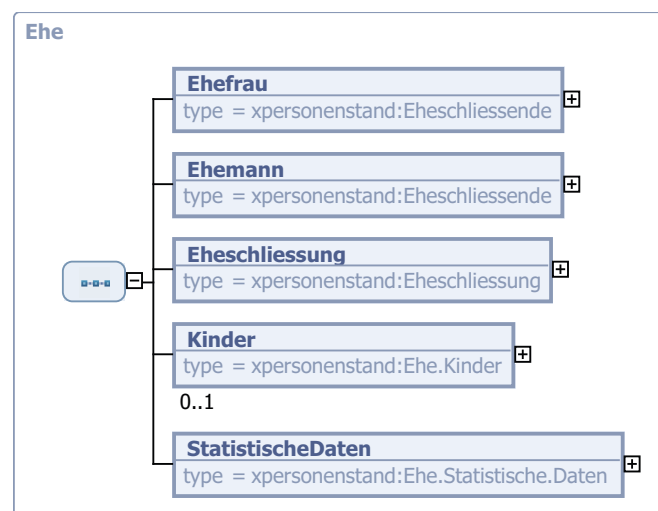 Ehe
Ehefrau
type = xpersonenstand:Eheschliessende
Ehemann
type = xpersonenstand:Eheschliessende
Eheschliessung
type = xpersonenstand:Eheschliessung
Kinder
type = xpersonenstand:Ehe.Kinder
0..1
StatistischeDaten
type = xpersonenstand:Ehe.Statistische.Daten